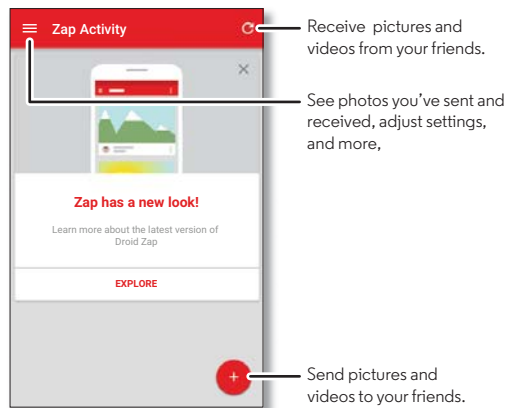 Zap Activity
Receive pictures and
videos from your friends.
See photos you've sent and
received, adjust settings,
and more,
Zap has a new look!
Learn more about the latest version of
Droid Zap
EXPLORE
Send pictures and
videos to your friends.